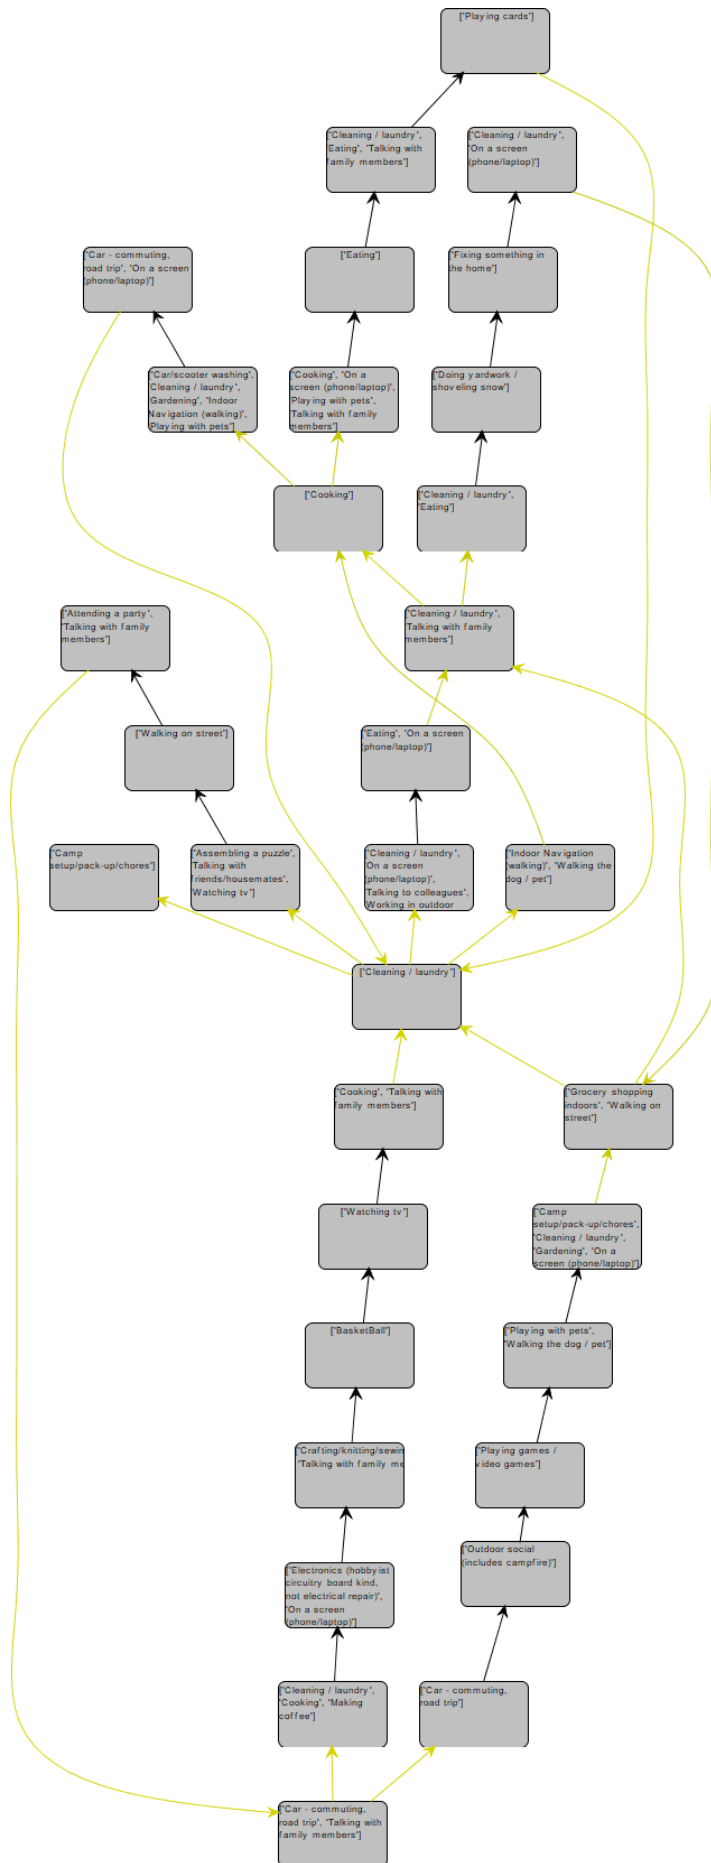 ['Playing cards']
['Cleaning / laundry',
'Eating', 'Talking with
family members']
['Cleaning / laundry',
'On a screen
(phone/laptop)']
['Car - commuting,
road trip', 'On a screen
(phone/laptop)']
['Eating']
['Fixing something in
the home']
['Car/scooter washing',
'Cleaning / laundry',
'Gardening', 'Indoor
Navigation (walking)',
'Playing with pets']
['Cooking', 'On a
screen (phone/laptop)',
'Playing with pets',
'Talking with family
members']
['Doing yardwork /
shoveling snow']
['Cooking']
['Cleaning / laundry',
'Eating']
['Attending a party',
'Talking with family
members']
['Cleaning / laundry',
'Talking with family
members']
['Walking on street']
['Eating', 'On a screen
(phone/laptop)']
['Camp
setup/pack-up/chores']
['Assembling a puzzle',
'Talking with
friends/housemates',
'Watching tv']
['Cleaning / laundry',
'On a screen
(phone/laptop)',
'Talking to colleagues',
'Working in outdoor
['Indoor Navigation
(walking)', 'Walking the
dog / pet']
['Cleaning / laundry']
['Cooking', 'Talking with
family members']
['Grocery shopping
indoors', 'Walking on
street']
['Watching tv']
['Camp
setup/pack-up/chores',
'Cleaning / laundry',
'Gardening', 'On a
screen (phone/laptop)']
['BasketBall']
['Playing with pets',
'Walking the dog / pet']
['Crafting/knitting/sewin
'Talking with family me
['Playing games /
video games']
['Outdoor social
(includes campfire)']
['Electronics (hobbyist
circuitry board kind,
not electrical repair)',
'On a screen
(phone/laptop)']
['Cleaning / laundry',
'Cooking', 'Making
coffee']
['Car - commuting,
road trip']
['Car - commuting,
road trip', 'Talking with
family members']